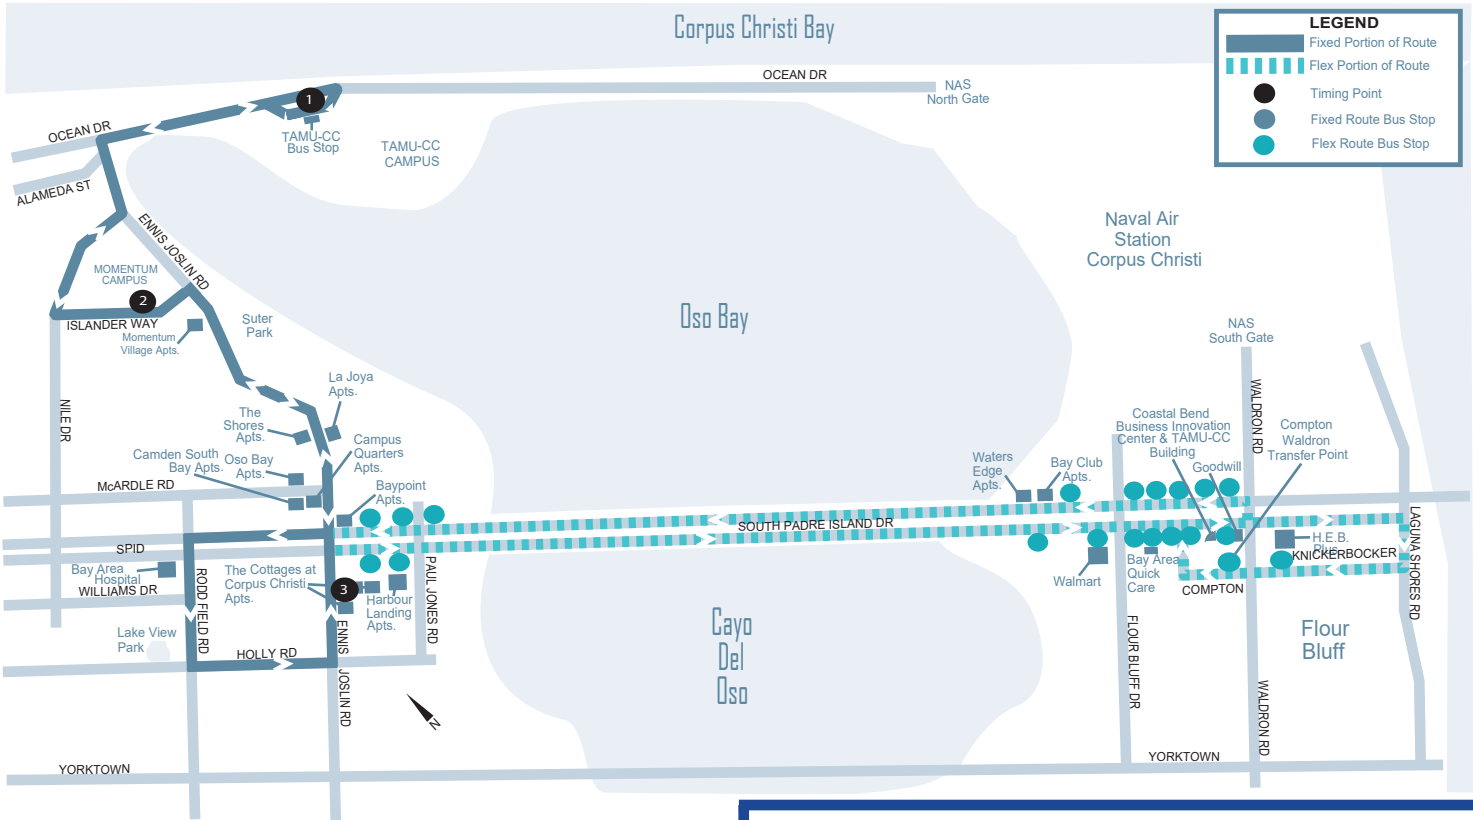 Corpus Christi Bay
LEGEND
Fixed Portion of Route
Flex Portion of Route
Timing Point
Fixed Route Bus Stop
Flex Route Bus Stop
OCEAN DR
NAS
North Gate
1
TAMU-CC
Bus Stop
TAMU-CC
CAMPUS
OCEAN DR
ALAMEDA ST
ENNIS JOSLIN RD
Naval Air
Station
Corpus Christi
MOMENTUM
CAMPUS
2
ISLANDER WAY
Momentum
Village Apts.
Suter
Park
Oso Bay
NAS
South Gate
NILE DR
La Joya
Apts.
The
Shores
Apts.
Campus
Quarters
Apts.
Camden South
Bay Apts.
Oso Bay
Apts.
Baypoint
Apts.
McARDLE RD
WALDRON RD
Coastal Bend
Business Innovation
Center & TAMU-CC
Building
Compton
Waldron
Transfer Point
Goodwill
Waters
Edge
Apts.
Bay Club
Apts.
SOUTH PADRE ISLAND DR
SPID
Bay Area
Hospital
WILLIAMS DR
The Cottages at
Corpus Christi
Apts.
3
Harbour
Landing
Apts.
PAUL JONES RD
RODD FIELD RD
Walmart
Bay Area
Quick
Care
H.E.B.
Plus
KNICKERBOCKER
COMPTON
LAGUNA SHORES RD
Lake View
Park
HOLLY RD
ENNIS JOSLIN RD
Cayo
Del
Oso
FLOUR BLUFF DR
Flour
Bluff
WALDRON RD
N
YORKTOWN
YORKTOWN